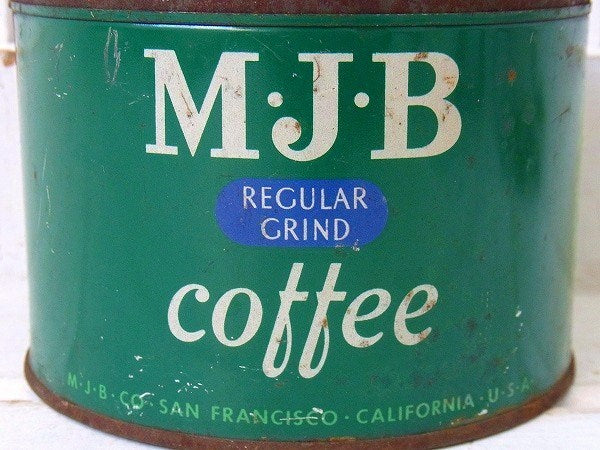 M·J·B
REGULAR
GRIND
coffee
M·J·B·CO·SAN FRANCISCO·CALIFORNIA·U·S·A·